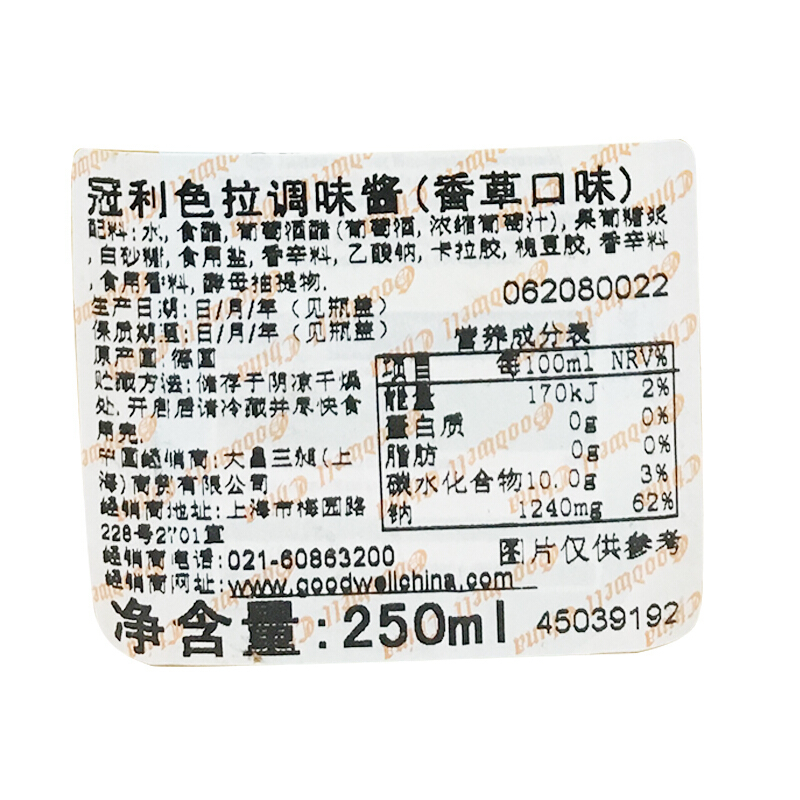 冠利色拉调味酱(香草口味)
配料:水,食醋,葡萄酒醋(葡萄酒,浓缩葡萄汁),果葡糖浆
,白砂糖,食用盐,香辛料,乙酸钠,卡拉胶,槐豆胶,香辛料
,食用香料,酵母抽提物.
062080022
生产日期:日/月/年(见瓶盖)
保质期至:日/月/年(见瓶盖)
原产国:德国
贮藏方法:储存于阴凉干燥
处.开启后请冷藏并尽快食
用完.
中国经销商:大昌三昶(上
海)商贸有限公司
经销商地址:上海市梅园路
228号2701室
经销商电话:021-60863200
经销商网址:www.goodwellchina.com
营养成分表
项目 每100ml NRV%
能量 170kJ 2%
蛋白质 0g 0%
脂肪 0g 0%
碳水化合物10.0g 3%
钠 1240mg 62%
图片仅供参考
净含量:250ml 45039192
Goodwell China